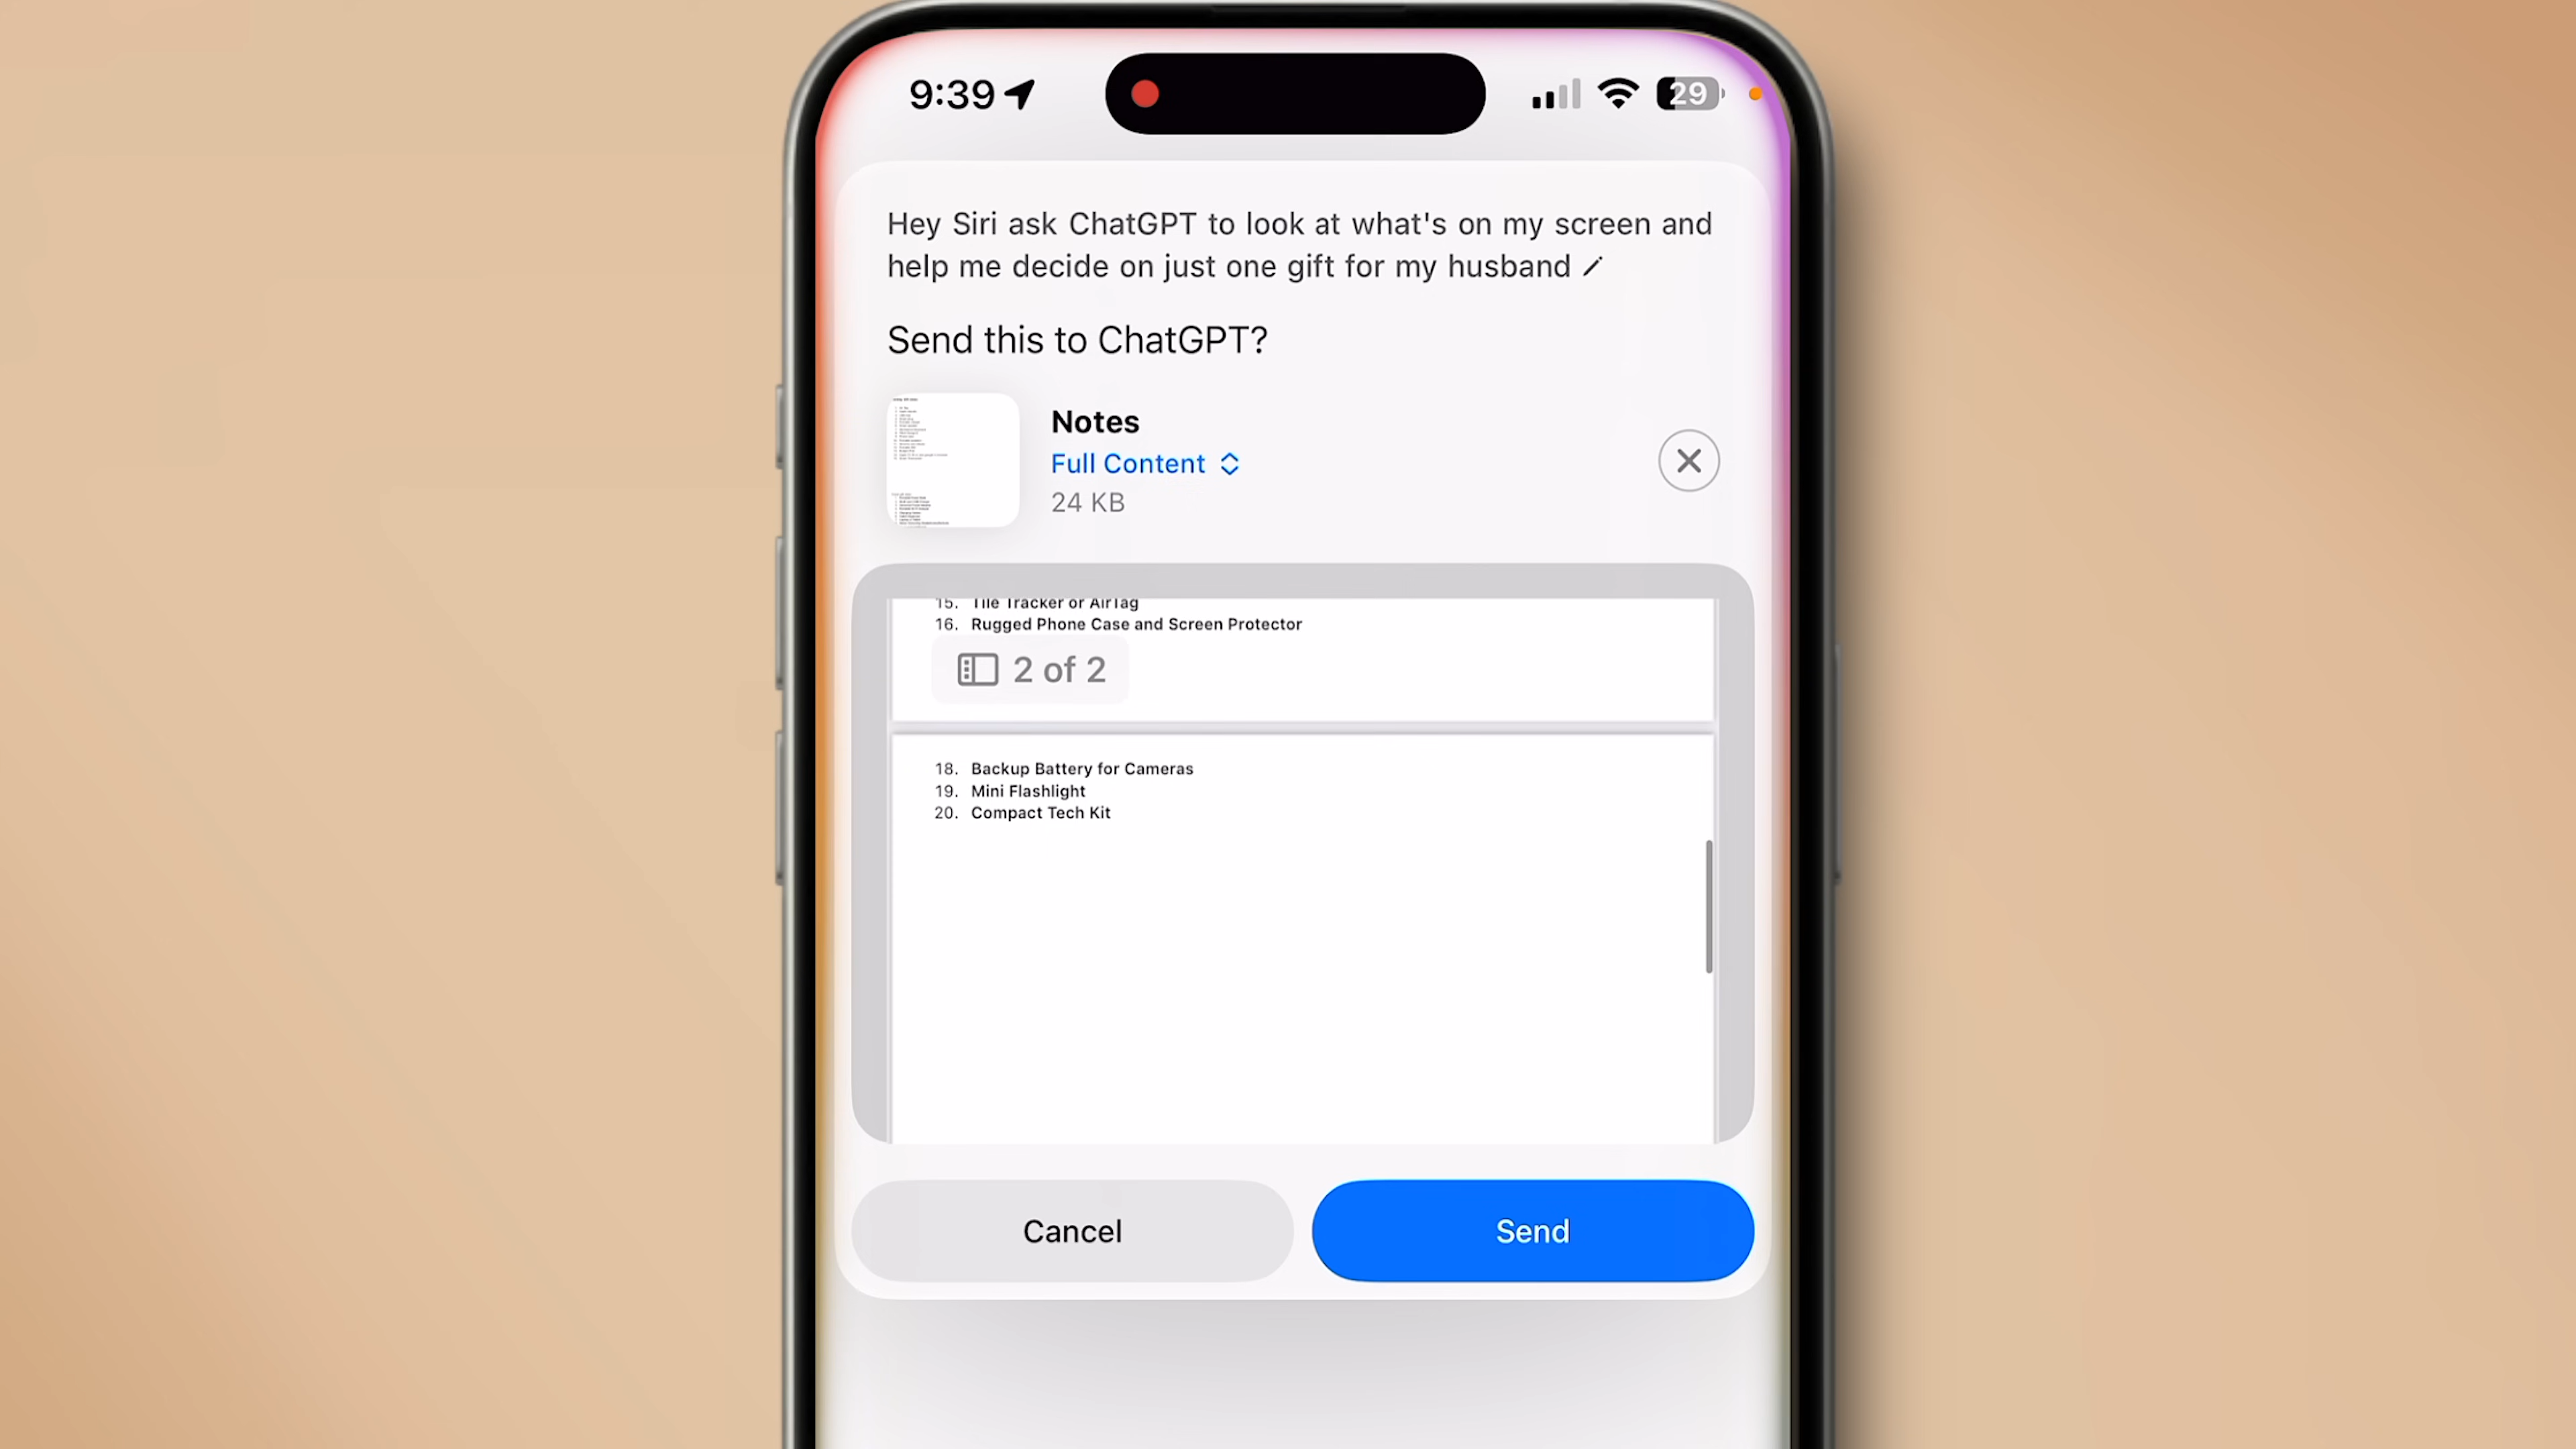 9:39
29
Hey Siri ask ChatGPT to look at what's on my screen and
help me decide on just one gift for my husband
Send this to ChatGPT?
Notes
Full Content
24 KB
15. Tile Tracker or AirTag
16. Rugged Phone Case and Screen Protector
2 of 2
18. Backup Battery for Cameras
19. Mini Flashlight
20. Compact Tech Kit
Cancel
Send